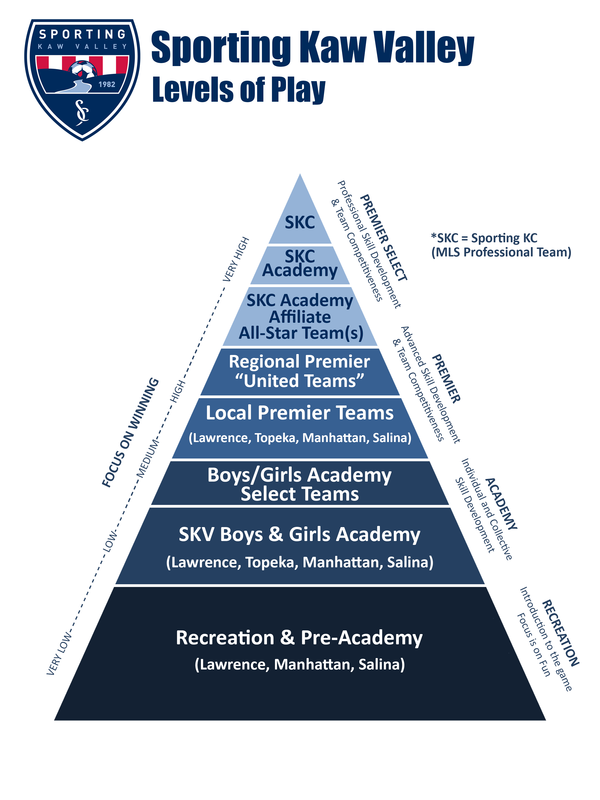 SPORTING
KAW VALLEY
1982
SC
Sporting Kaw Valley
Levels of Play
SKC
SKC
Academy
SKC Academy
Affiliate
All-Star Team(s)
Regional Premier
“United Teams”
Local Premier Teams
(Lawrence, Topeka, Manhattan, Salina)
Boys/Girls Academy
Select Teams
SKV Boys & Girls Academy
(Lawrence, Topeka, Manhattan, Salina)
Recreation & Pre-Academy
(Lawrence, Manhattan, Salina)
FOCUS ON WINNING
VERY HIGH
HIGH
MEDIUM
LOW
VERY LOW
PREMIER SELECT
Professional Skill Development
& Team Competitiveness
*SKC = Sporting KC
(MLS Professional Team)
PREMIER
Advanced Skill Development
& Team Competitiveness
ACADEMY
Individual and Collective
Skill Development
RECREATION
Introduction to the game
Focus is on Fun